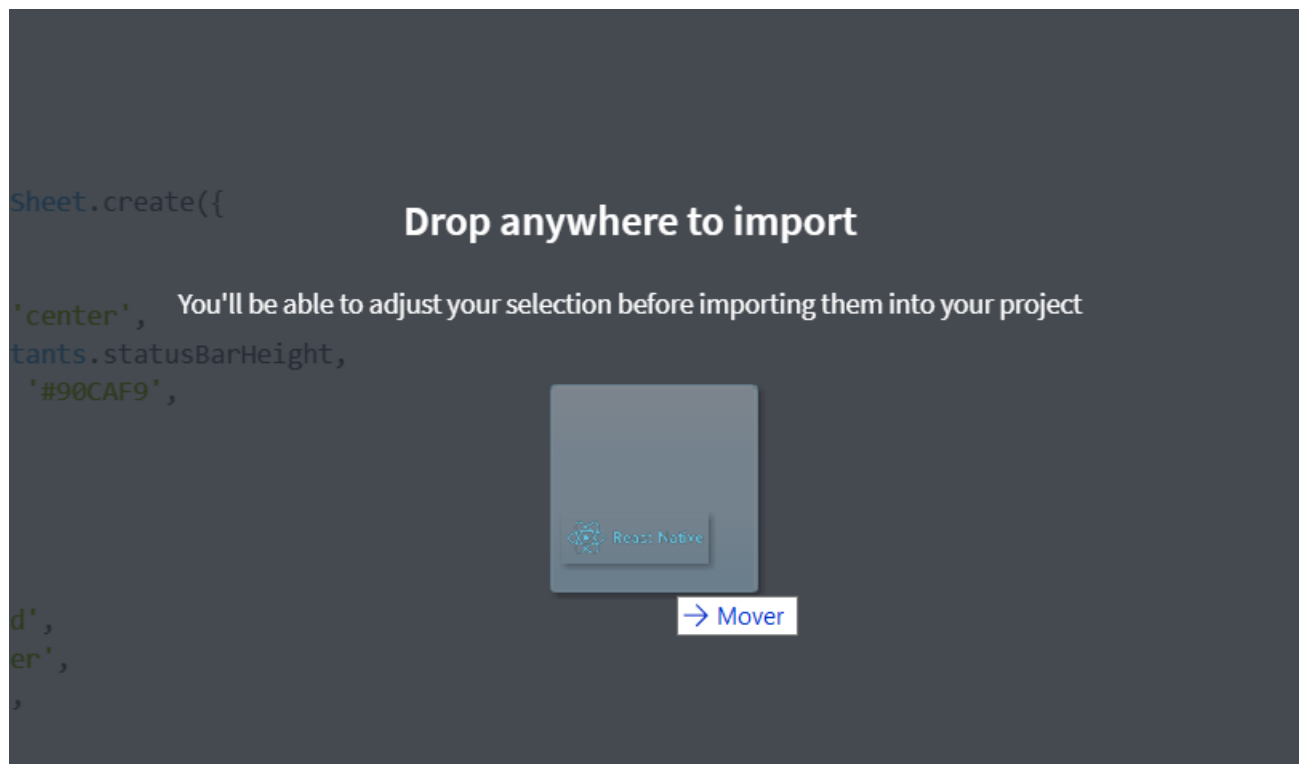 Sheet.create({
Drop anywhere to import
'center',
You'll be able to adjust your selection before importing them into your project
tants.statusBarHeight,
'#90CAF9',
React Native
→ Mover
d',
er',
,